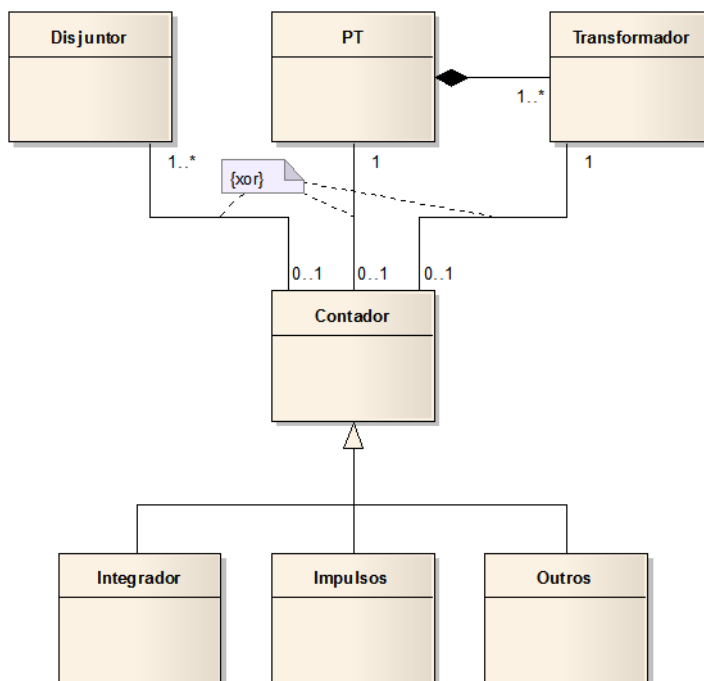 Disjuntor
PT
Transformador
1..*
1..*
{xor}
1
1
0..1
0..1
0..1
Contador
Integrador
Impulsos
Outros